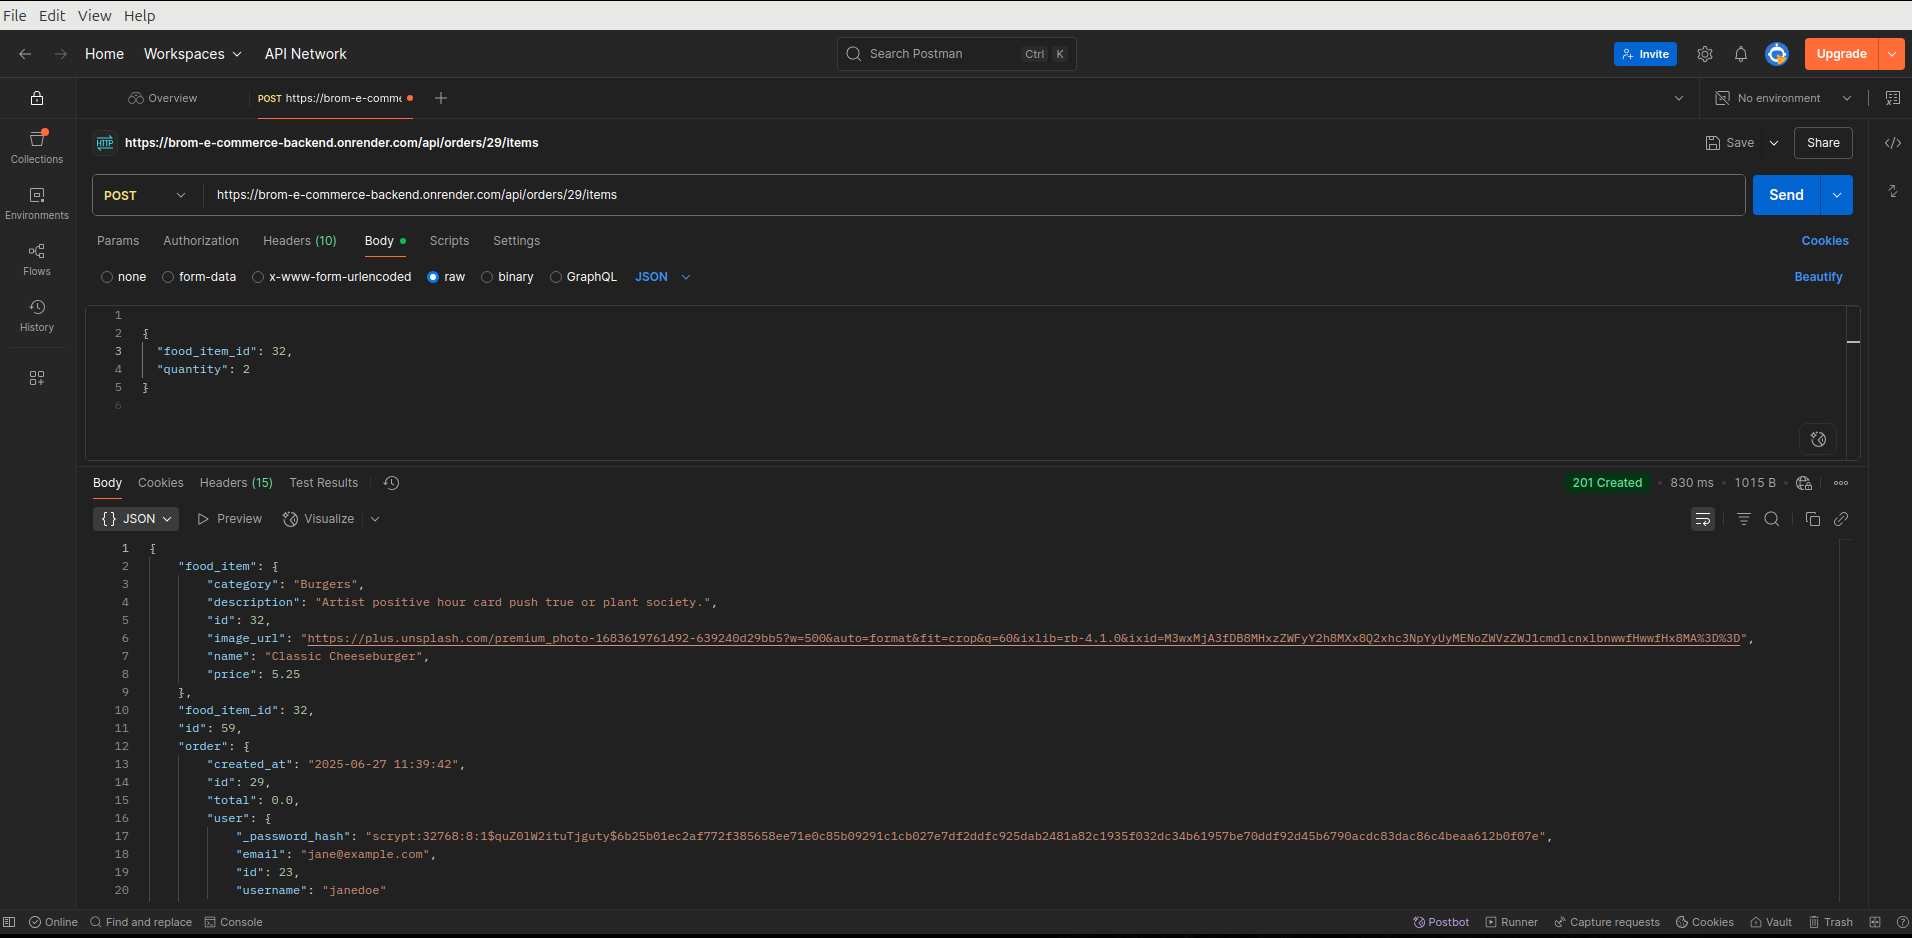 File Edit View Help
Home Workspaces API Network
Search Postman Ctrl K
Invite Upgrade
Overview POST https://brom-e-comme No environment
Collections
Environments
Flows
History
HTTP https://brom-e-commerce-backend.onrender.com/api/orders/29/items Save Share
POST https://brom-e-commerce-backend.onrender.com/api/orders/29/items Send
Params Authorization Headers (10) Body Scripts Settings Cookies
none form-data x-www-form-urlencoded raw binary GraphQL JSON Beautify
1
2 {
3 "food_item_id": 32,
4 "quantity": 2
5 }
6
Body Cookies Headers (15) Test Results 201 Created 830 ms 1015 B
{} JSON Preview Visualize
1 {
2 "food_item": {
3 "category": "Burgers",
4 "description": "Artist positive hour card push true or plant society.",
5 "id": 32,
6 "image_url": "https://plus.unsplash.com/premium_photo-1683619761492-639240d29bb5?w=500&auto=format&fit=crop&q=60&ixlib=rb-4.1.0&ixid=M3wxMjA3fDB8MHxzZWFyY2h8MXx8Q2xhc3NpYyUyMENoZWVzZWJ1cmdlcnxlbnwwfHwwfHx8MA%3D%3D",
7 "name": "Classic Cheeseburger",
8 "price": 5.25
9 },
10 "food_item_id": 32,
11 "id": 59,
12 "order": {
13 "created_at": "2025-06-27 11:39:42",
14 "id": 29,
15 "total": 0.0,
16 "user": {
17 "_password_hash": "scrypt:32768:8:1$quZ0lW2ituTjguty$6b25b01ec2af772f385658ee71e0c85b09291c1cb027e7df2ddfc925dab2481a82c1935f032dc34b61957be70ddf92d45b6790acdc83dac86c4beaa612b0f07e",
18 "email": "jane@example.com",
19 "id": 23,
20 "username": "janedoe"
Online Find and replace Console Postbot Runner Capture requests Cookies Vault Trash